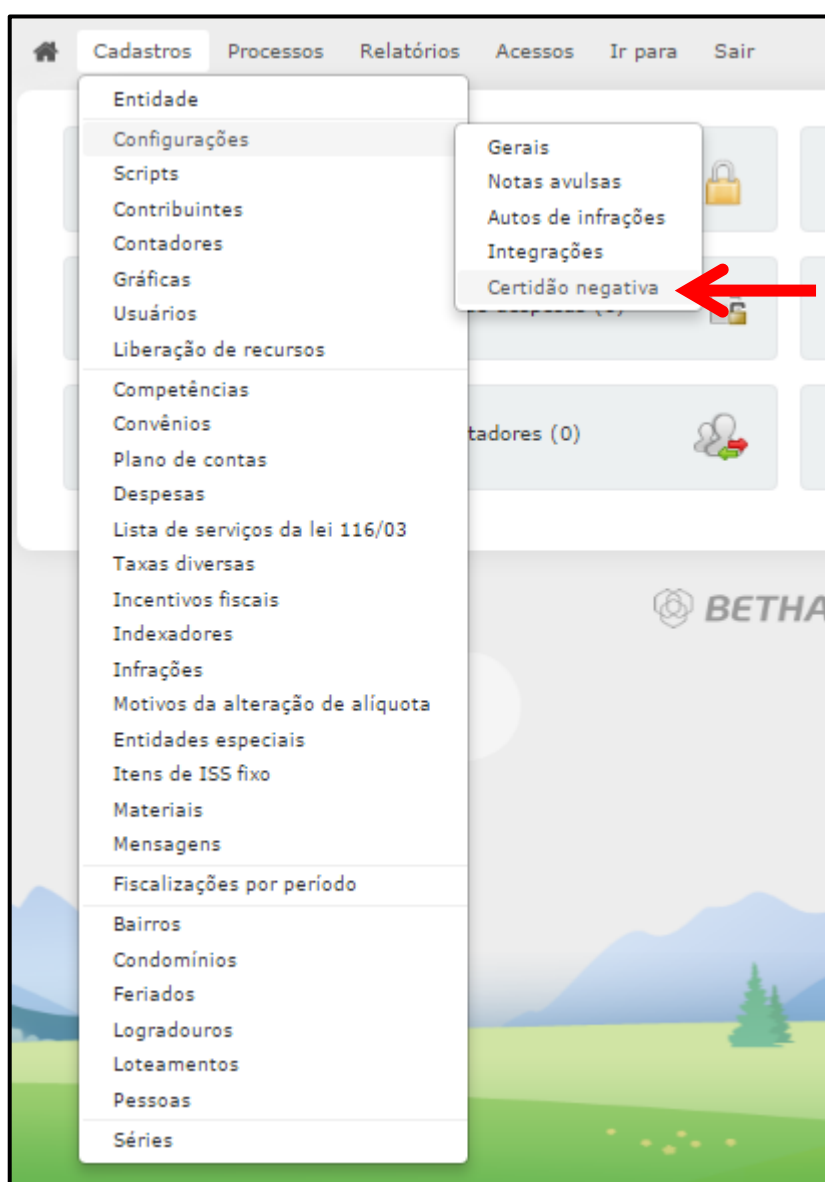 Cadastros Processos Relatórios Acessos Ir para Sair
Entidade
Configurações
Scripts
Contribuintes
Contadores
Gráficas
Usuários
Liberação de recursos
Competências
Convênios
Plano de contas
Despesas
Lista de serviços da lei 116/03
Taxas diversas
Incentivos fiscais
Indexadores
Infrações
Motivos da alteração de alíquota
Entidades especiais
Itens de ISS fixo
Materiais
Mensagens
Fiscalizações por período
Bairros
Condomínios
Feriados
Logradouros
Loteamentos
Pessoas
Séries
Gerais
Notas avulsas
Autos de infrações
Integrações
Certidão negativa
tadores (0)
BETHA